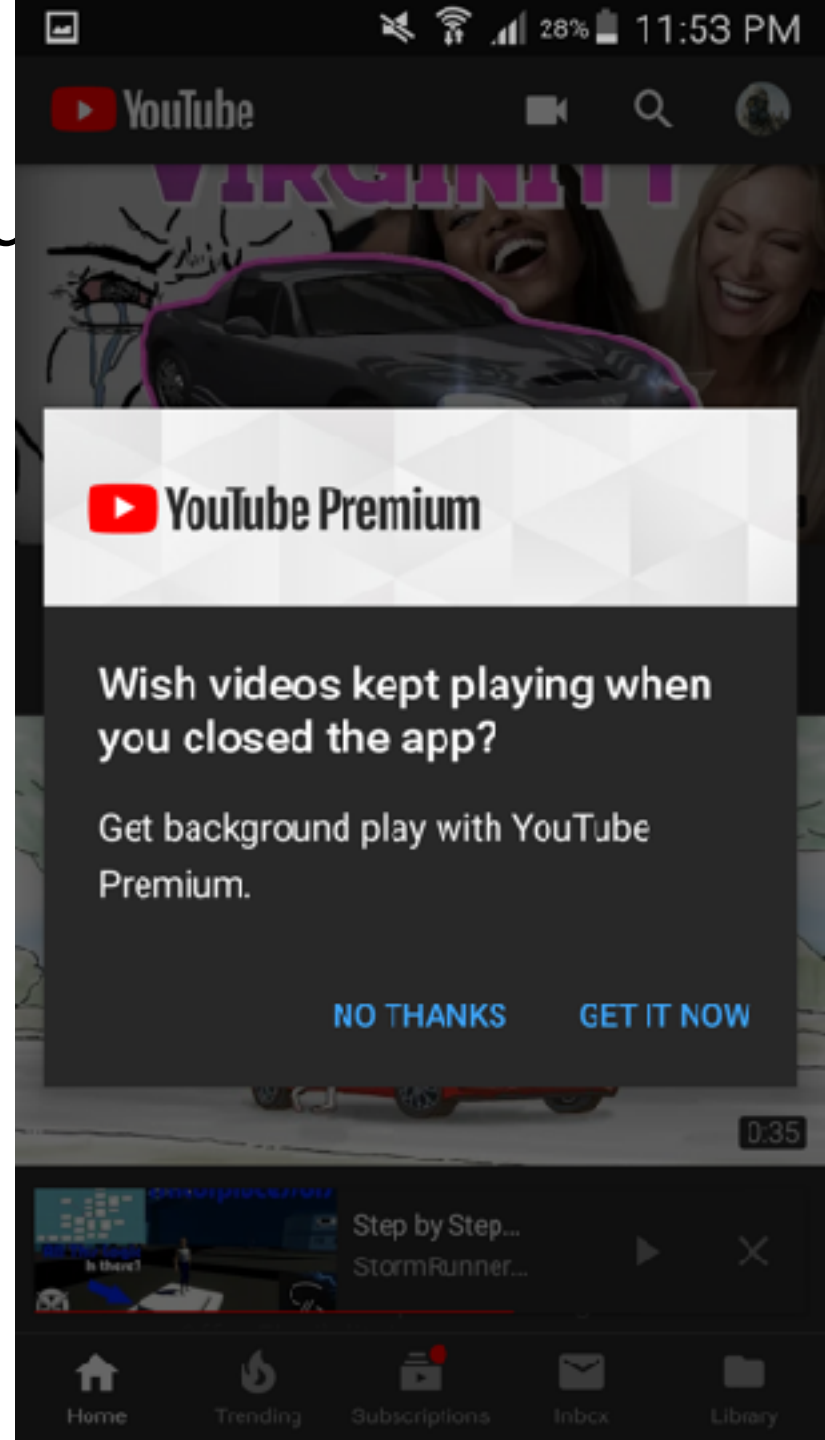 28% 11:53 PM
YouTube
VIRGINITY
YouTube Premium
Wish videos kept playing when
you closed the app?
Get background play with YouTube
Premium.
NO THANKS GET IT NOW
0:35
Step by Step...
Is there?
StormRunner...
Home Trending Subscriptions Inbox Library